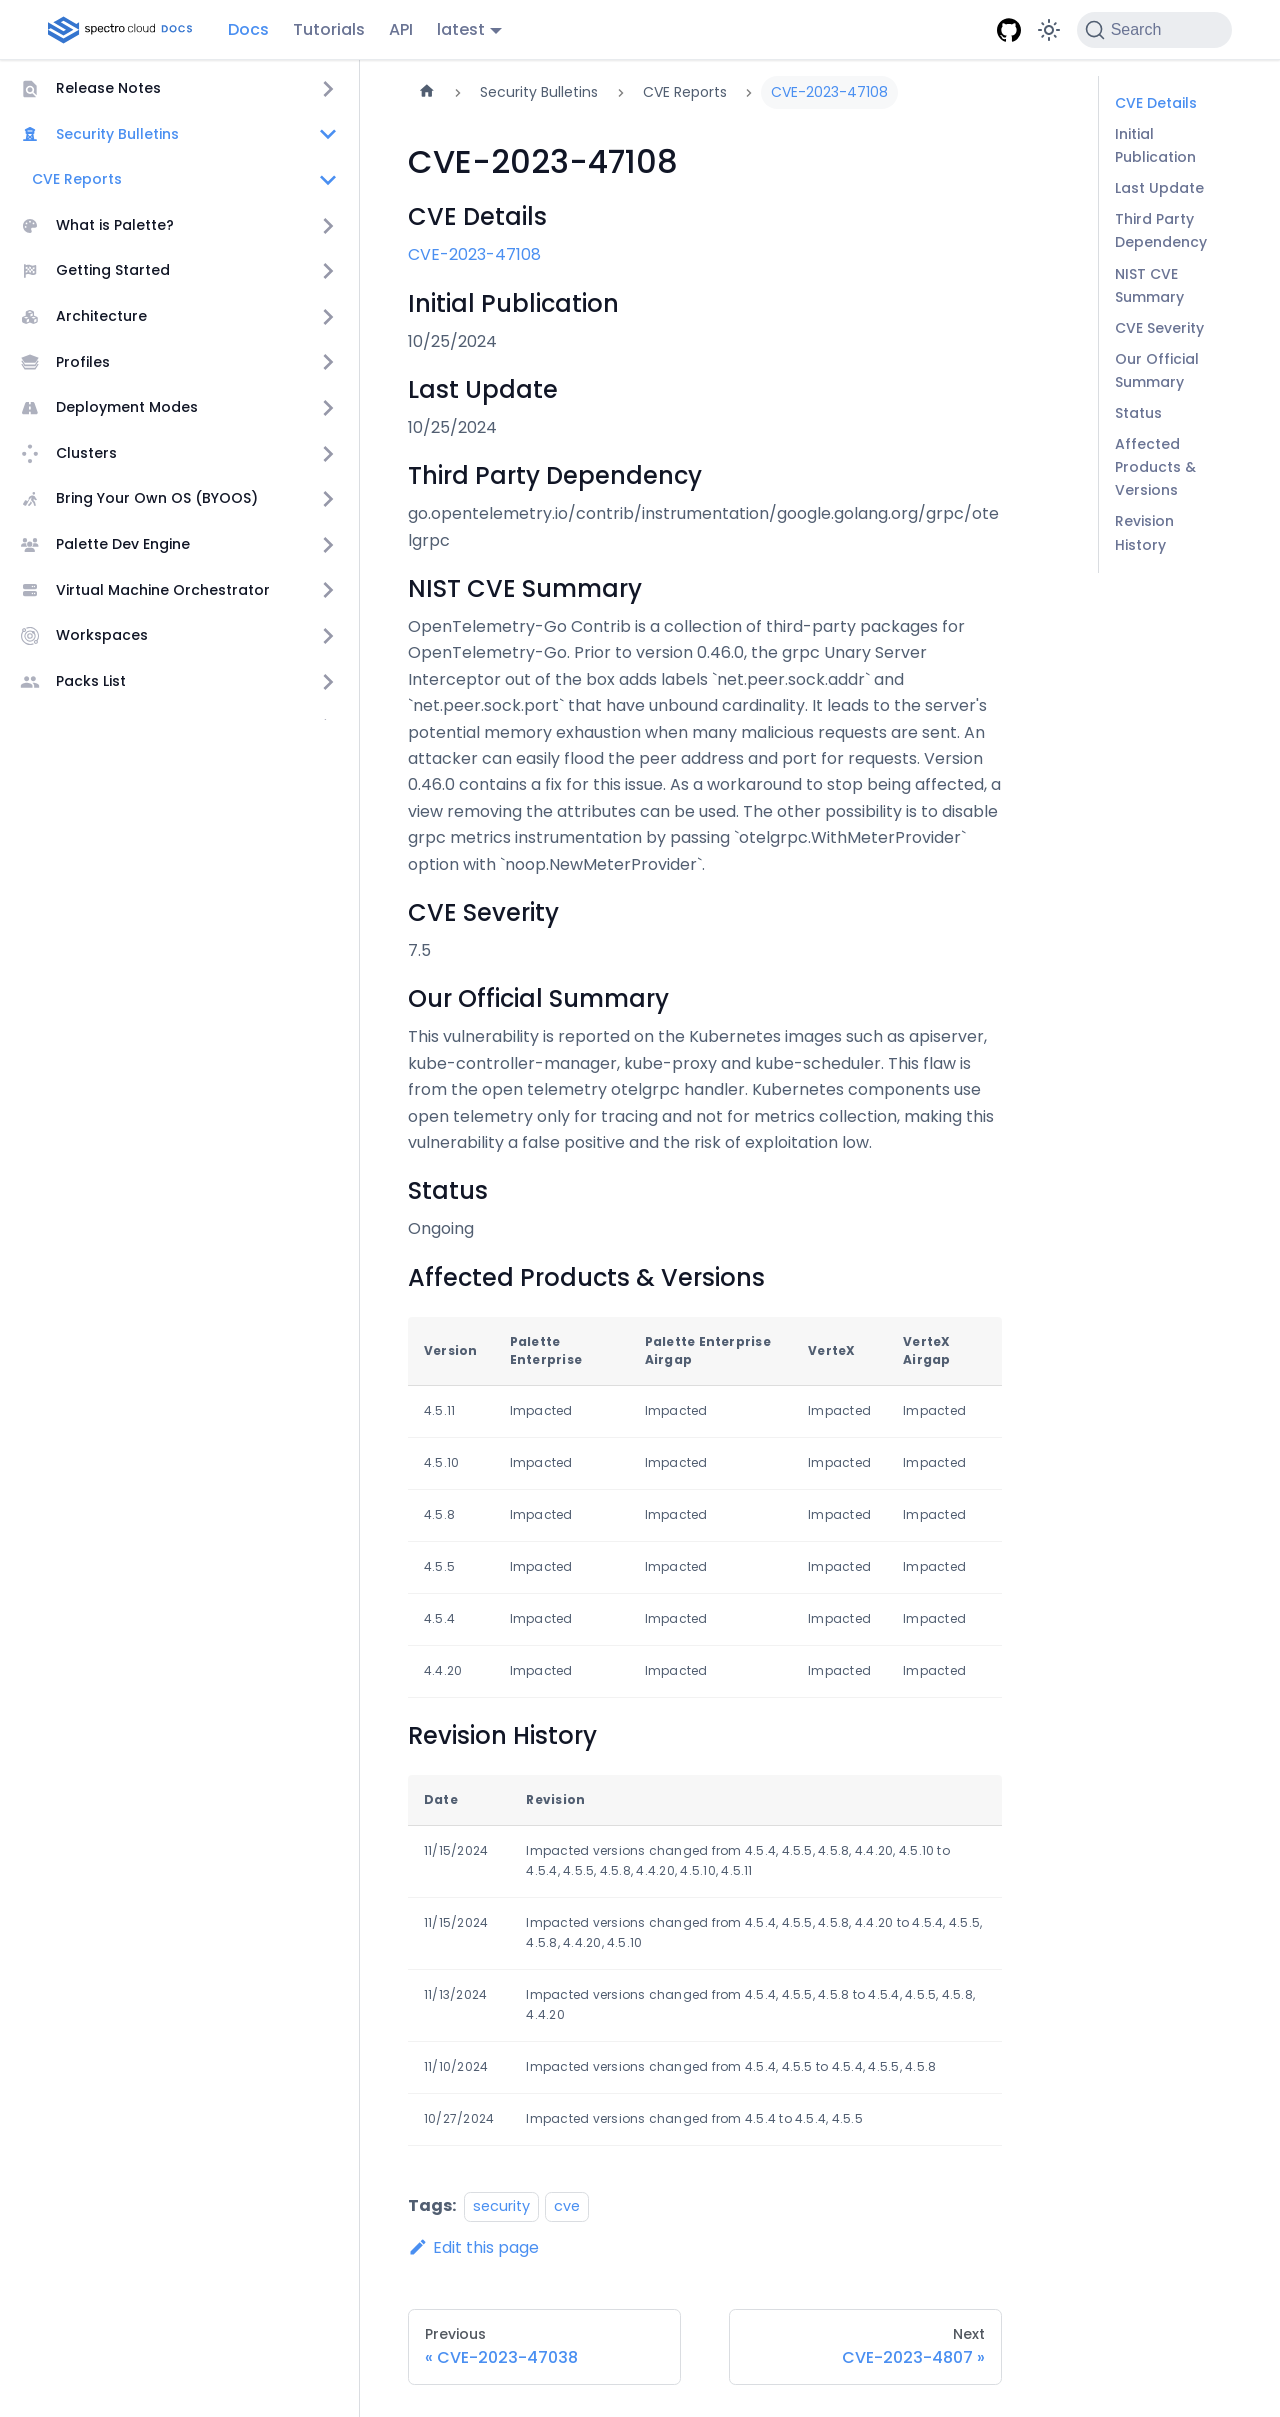 spectro cloud DOCS Docs Tutorials API latest Search
Release Notes
Security Bulletins
CVE Reports
What is Palette?
Getting Started
Architecture
Profiles
Deployment Modes
Clusters
Bring Your Own OS (BYOOS)
Palette Dev Engine
Virtual Machine Orchestrator
Workspaces
Packs List
Security Bulletins CVE Reports CVE-2023-47108
CVE-2023-47108
CVE Details
CVE-2023-47108
Initial Publication
10/25/2024
Last Update
10/25/2024
Third Party Dependency
go.opentelemetry.io/contrib/instrumentation/google.golang.org/grpc/ote
lgrpc
NIST CVE Summary
OpenTelemetry-Go Contrib is a collection of third-party packages for
OpenTelemetry-Go. Prior to version 0.46.0, the grpc Unary Server
Interceptor out of the box adds labels `net.peer.sock.addr` and
`net.peer.sock.port` that have unbound cardinality. It leads to the server's
potential memory exhaustion when many malicious requests are sent. An
attacker can easily flood the peer address and port for requests. Version
0.46.0 contains a fix for this issue. As a workaround to stop being affected, a
view removing the attributes can be used. The other possibility is to disable
grpc metrics instrumentation by passing `otelgrpc.WithMeterProvider`
option with `noop.NewMeterProvider`.
CVE Severity
7.5
Our Official Summary
This vulnerability is reported on the Kubernetes images such as apiserver,
kube-controller-manager, kube-proxy and kube-scheduler. This flaw is
from the open telemetry otelgrpc handler. Kubernetes components use
open telemetry only for tracing and not for metrics collection, making this
vulnerability a false positive and the risk of exploitation low.
Status
Ongoing
Affected Products & Versions
Version Palette Enterprise Palette Enterprise Airgap VerteX VerteX Airgap
4.5.11 Impacted Impacted Impacted Impacted
4.5.10 Impacted Impacted Impacted Impacted
4.5.8 Impacted Impacted Impacted Impacted
4.5.5 Impacted Impacted Impacted Impacted
4.5.4 Impacted Impacted Impacted Impacted
4.4.20 Impacted Impacted Impacted Impacted
Revision History
Date Revision
11/15/2024 Impacted versions changed from 4.5.4, 4.5.5, 4.5.8, 4.4.20, 4.5.10 to
4.5.4, 4.5.5, 4.5.8, 4.4.20, 4.5.10, 4.5.11
11/15/2024 Impacted versions changed from 4.5.4, 4.5.5, 4.5.8, 4.4.20 to 4.5.4, 4.5.5,
4.5.8, 4.4.20, 4.5.10
11/13/2024 Impacted versions changed from 4.5.4, 4.5.5, 4.5.8 to 4.5.4, 4.5.5, 4.5.8,
4.4.20
11/10/2024 Impacted versions changed from 4.5.4, 4.5.5 to 4.5.4, 4.5.5, 4.5.8
10/27/2024 Impacted versions changed from 4.5.4 to 4.5.4, 4.5.5
Tags: security cve
Edit this page
Previous
« CVE-2023-47038
Next
CVE-2023-4807 »
CVE Details
Initial
Publication
Last Update
Third Party
Dependency
NIST CVE
Summary
CVE Severity
Our Official
Summary
Status
Affected
Products &
Versions
Revision
History